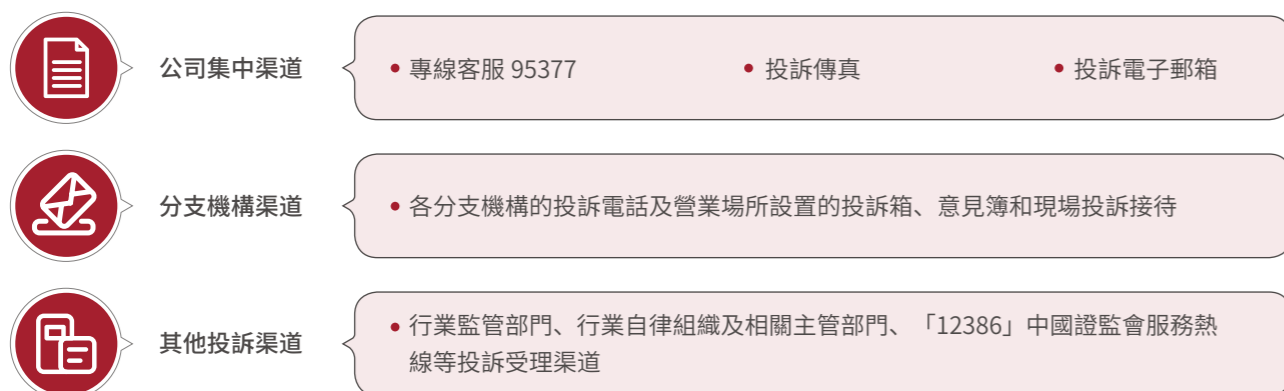 公司集中渠道
• 專線客服 95377 • 投訴傳真 • 投訴電子郵箱
分支機構渠道
• 各分支機構的投訴電話及營業場所設置的投訴箱、意見簿和現場投訴接待
其他投訴渠道
• 行業監管部門、行業自律組織及相關主管部門、「12386」中國證監會服務熱
線等投訴受理渠道